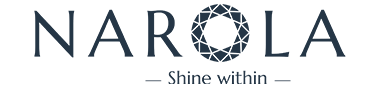 NAROLA
— Shine within —